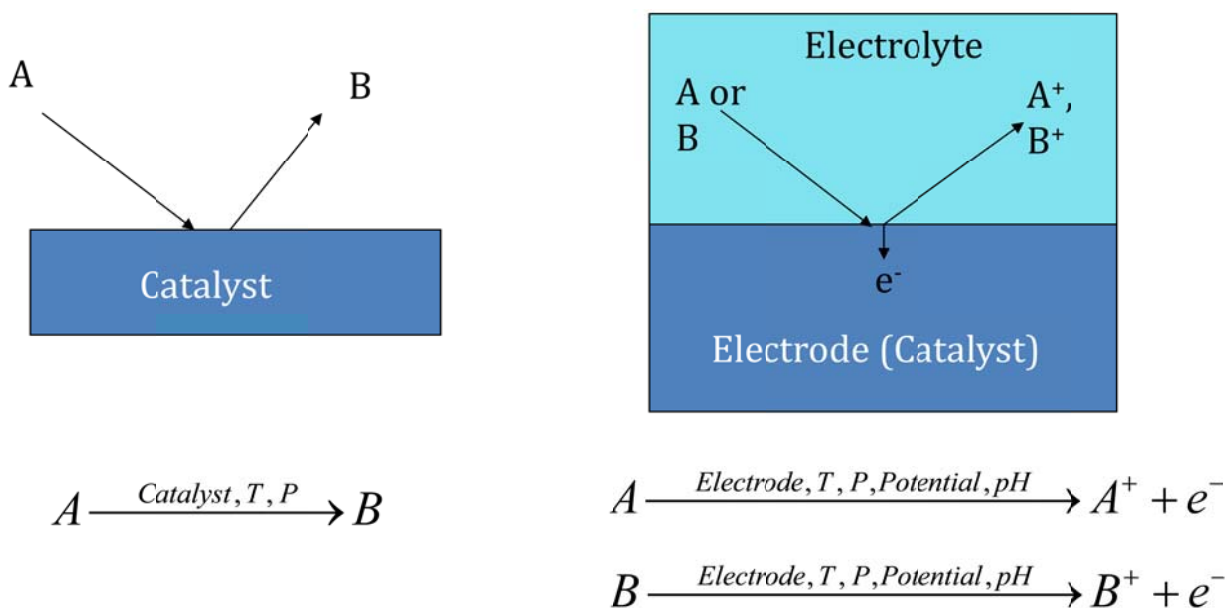 A
B
Catalyst
Electrolyte
A or
B
A⁺,
B⁺
e⁻
Electrode (Catalyst)
A Catalyst, T, P → B
A Electrode, T, P, Potential, pH → A⁺ + e⁻
B Electrode, T, P, Potential, pH → B⁺ + e⁻